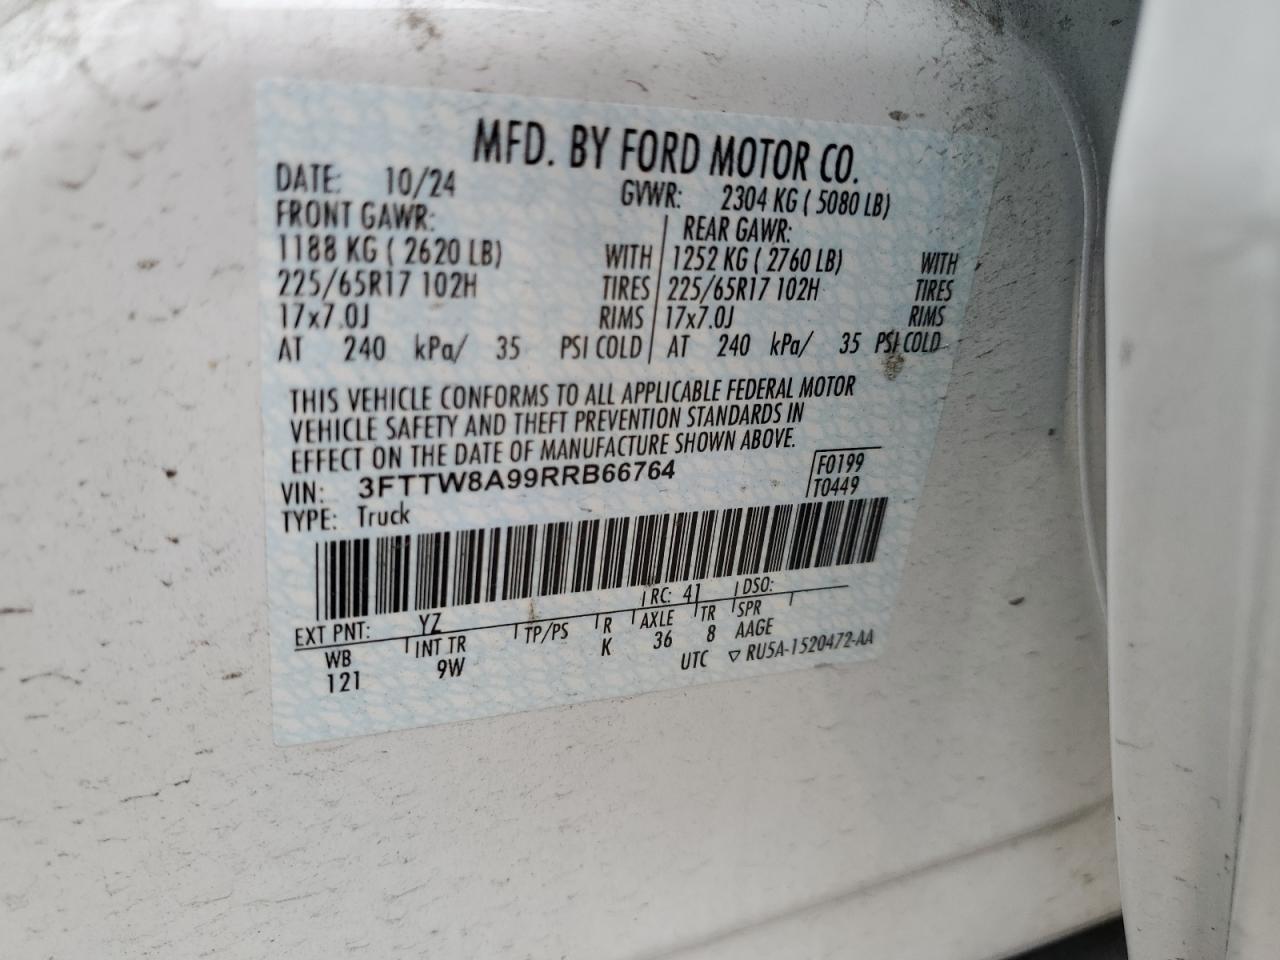 MFD. BY FORD MOTOR CO.
DATE: 10/24 GVWR: 2304 KG ( 5080 LB)
FRONT GAWR: REAR GAWR:
1188 KG ( 2620 LB) WITH 1252 KG ( 2760 LB) WITH
225/65R17 102H TIRES 225/65R17 102H TIRES
17x7.0J RIMS 17x7.0J RIMS
AT 240 kPa/ 35 PSI COLD AT 240 kPa/ 35 PSI COLD
THIS VEHICLE CONFORMS TO ALL APPLICABLE FEDERAL MOTOR
VEHICLE SAFETY AND THEFT PREVENTION STANDARDS IN
EFFECT ON THE DATE OF MANUFACTURE SHOWN ABOVE.
VIN: 3FTTW8A99RRB66764 F0199
TYPE: Truck T0449
EXT PNT: YZ RC: 41 DSO:
WB INT TR TP/PS R AXLE TR SPR
121 9W K 36 8 AAGE
UTC ▽ RU5A-1520472-AA